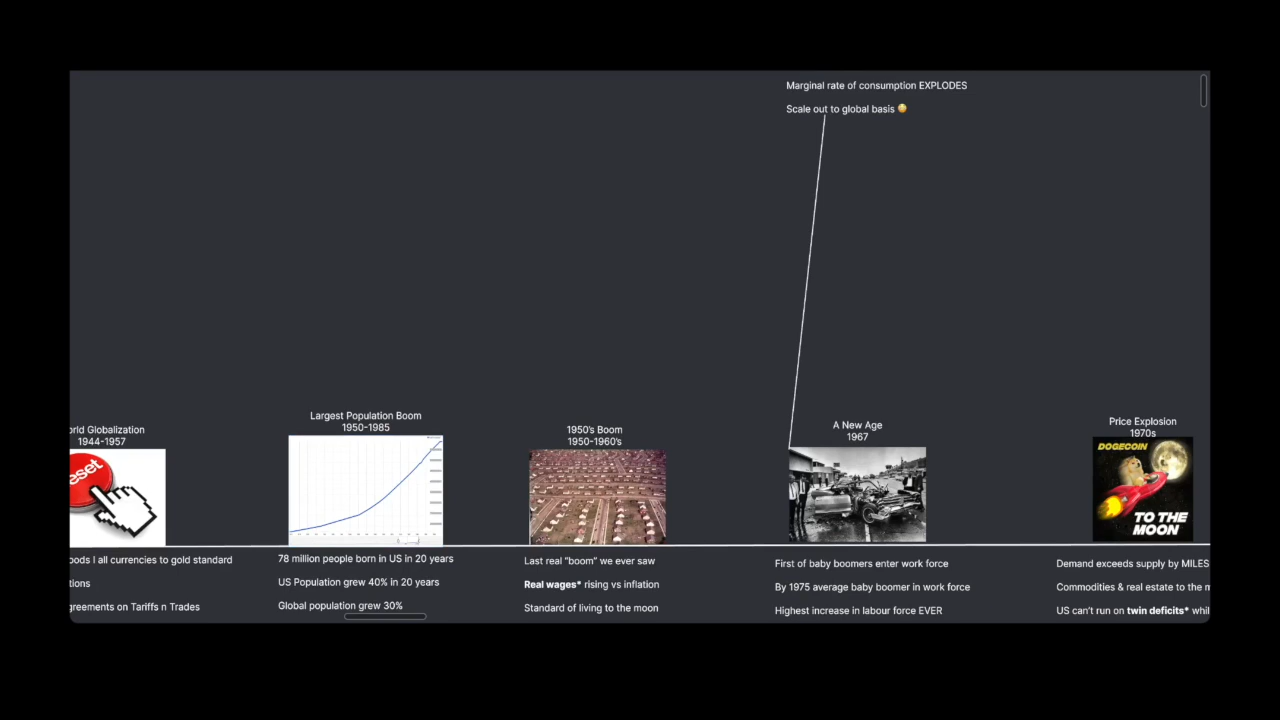 Marginal rate of consumption EXPLODES
Scale out to global basis 😳
orld Globalization
1944-1957
eset
oods I all currencies to gold standard
tions
greements on Tariffs n Trades
Largest Population Boom
1950-1985
78 million people born in US in 20 years
US Population grew 40% in 20 years
Global population grew 30%
1950's Boom
1950-1960's
Last real "boom" we ever saw
Real wages* rising vs inflation
Standard of living to the moon
A New Age
1967
First of baby boomers enter work force
By 1975 average baby boomer in work force
Highest increase in labour force EVER
Price Explosion
1970s
DOGECOIN
TO THE
MOON
Demand exceeds supply by MILES
Commodities & real estate to the m
US can't run on twin deficits* whil